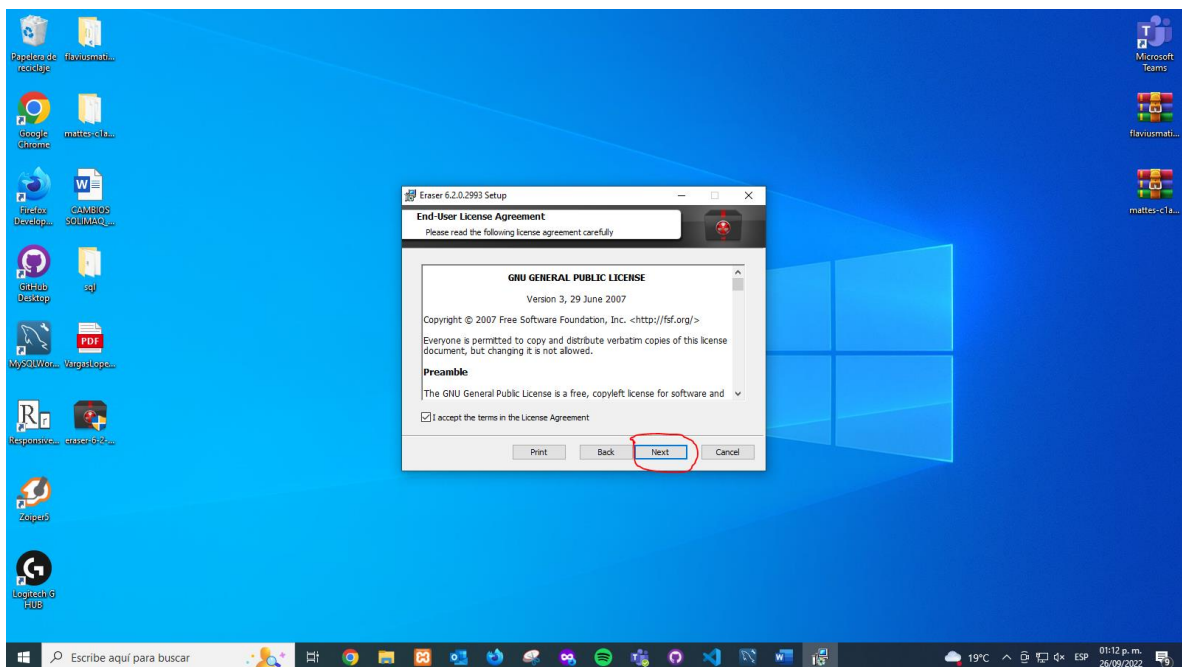 Papelera de
reciclaje
flaviusmati...
Google
Chrome
mattes-c1a...
Firefox
Develop...
CAMBIOS
SOLIMAQ_...
GitHub
Desktop
sql
MySQLWor...
VargasLope...
Responsive...
eraser-6-2-...
Zoiper5
Logitech G
HUB
Microsoft
Teams
flaviusmati...
mattes-c1a...
Eraser 6.2.0.2993 Setup
End-User License Agreement
Please read the following license agreement carefully
GNU GENERAL PUBLIC LICENSE
Version 3, 29 June 2007
Copyright © 2007 Free Software Foundation, Inc. <http://fsf.org/>
Everyone is permitted to copy and distribute verbatim copies of this license
document, but changing it is not allowed.
Preamble
The GNU General Public License is a free, copyleft license for software and
I accept the terms in the License Agreement
Print Back Next Cancel
Escribe aquí para buscar
19°C ESP 01:12 p. m.
26/09/2022